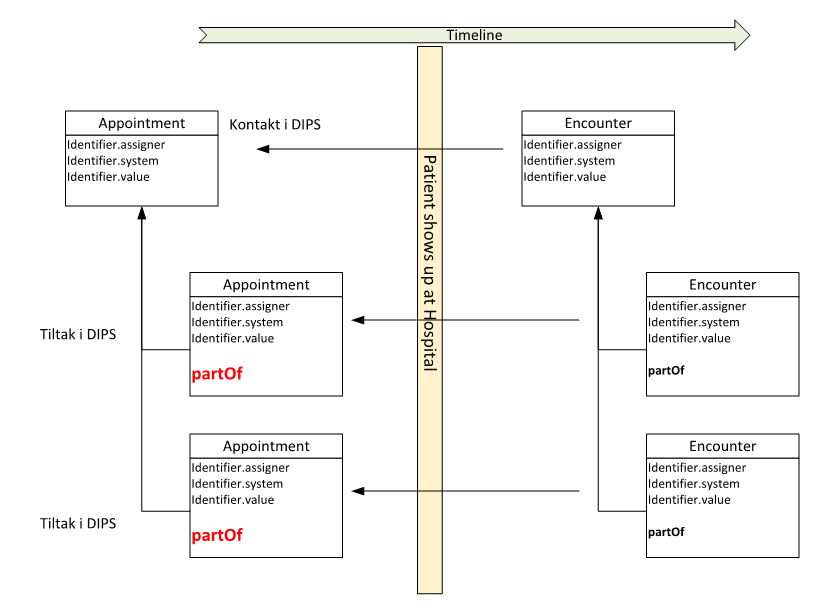 Timeline
Appointment
Identifier.assigner
Identifier.system
Identifier.value
Kontakt i DIPS
Patient shows up at Hospital
Encounter
Identifier.assigner
Identifier.system
Identifier.value
Tiltak i DIPS
Appointment
Identifier.assigner
Identifier.system
Identifier.value
partOf
Encounter
Identifier.assigner
Identifier.system
Identifier.value
partOf
Tiltak i DIPS
Appointment
Identifier.assigner
Identifier.system
Identifier.value
partOf
Encounter
Identifier.assigner
Identifier.system
Identifier.value
partOf